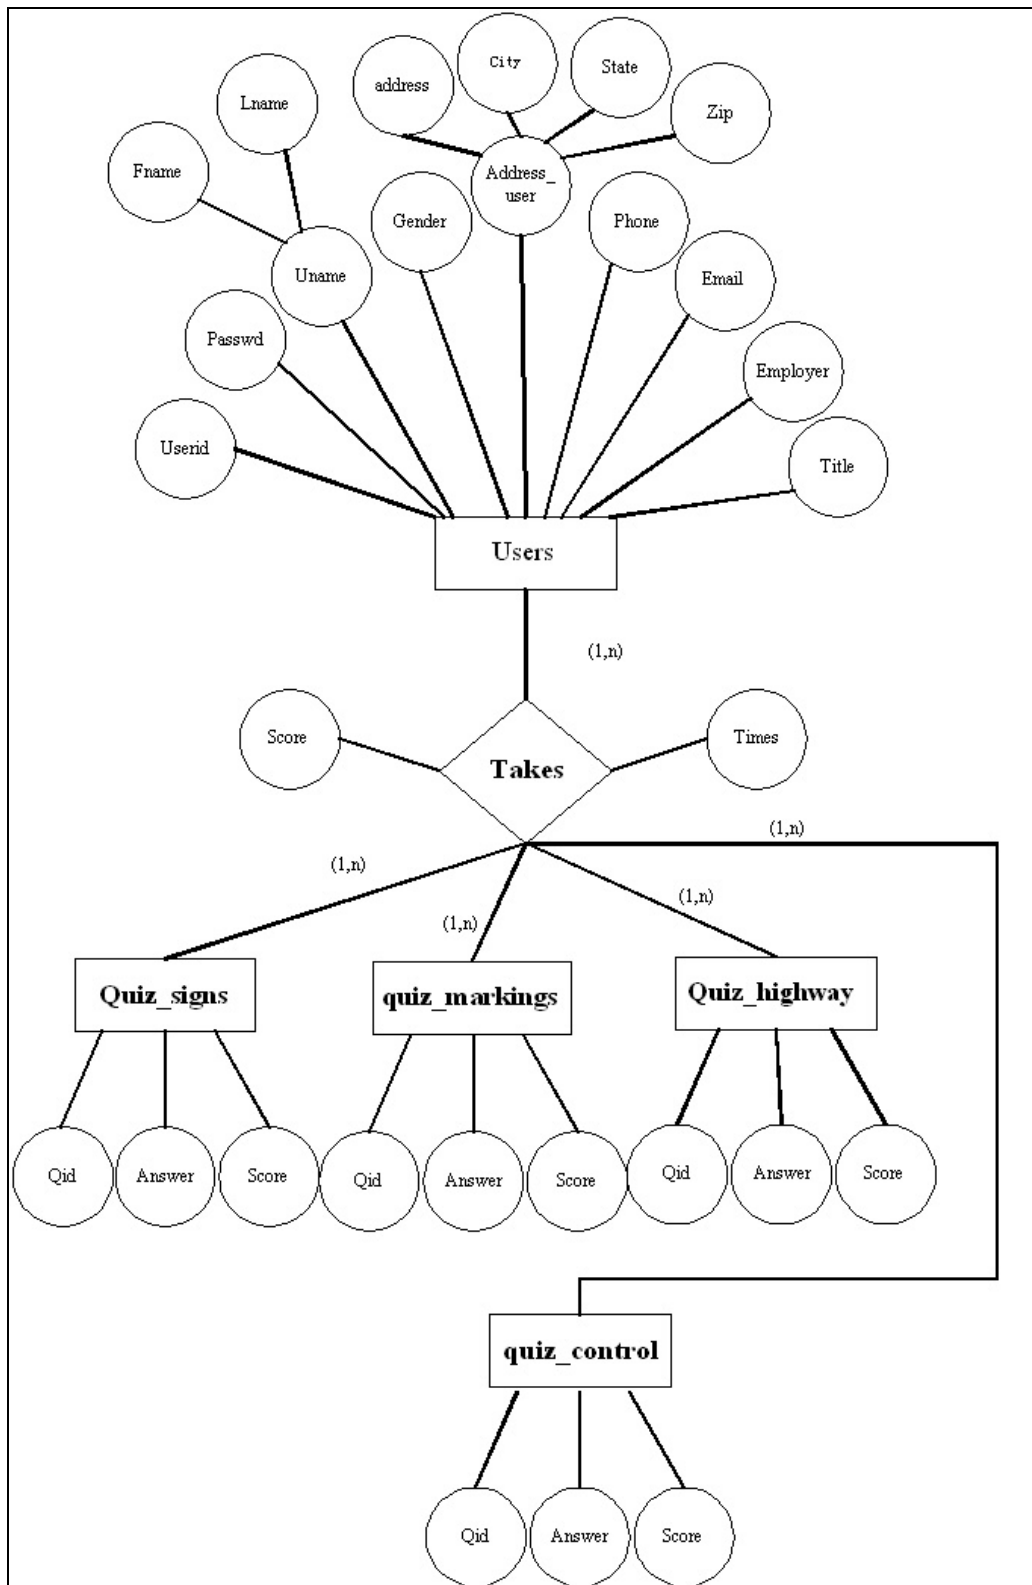 City
State
address
Zip
Lname
Fname
Address_
user
Gender
Phone
Uname
Email
Passwd
Employer
Userid
Title
Users
(1,n)
Score
Times
Takes
(1,n)
(1,n)
(1,n)
(1,n)
Quiz_signs
quiz_markings
Quiz_highway
Qid
Answer
Score
Qid
Answer
Score
Qid
Answer
Score
quiz_control
Qid
Answer
Score